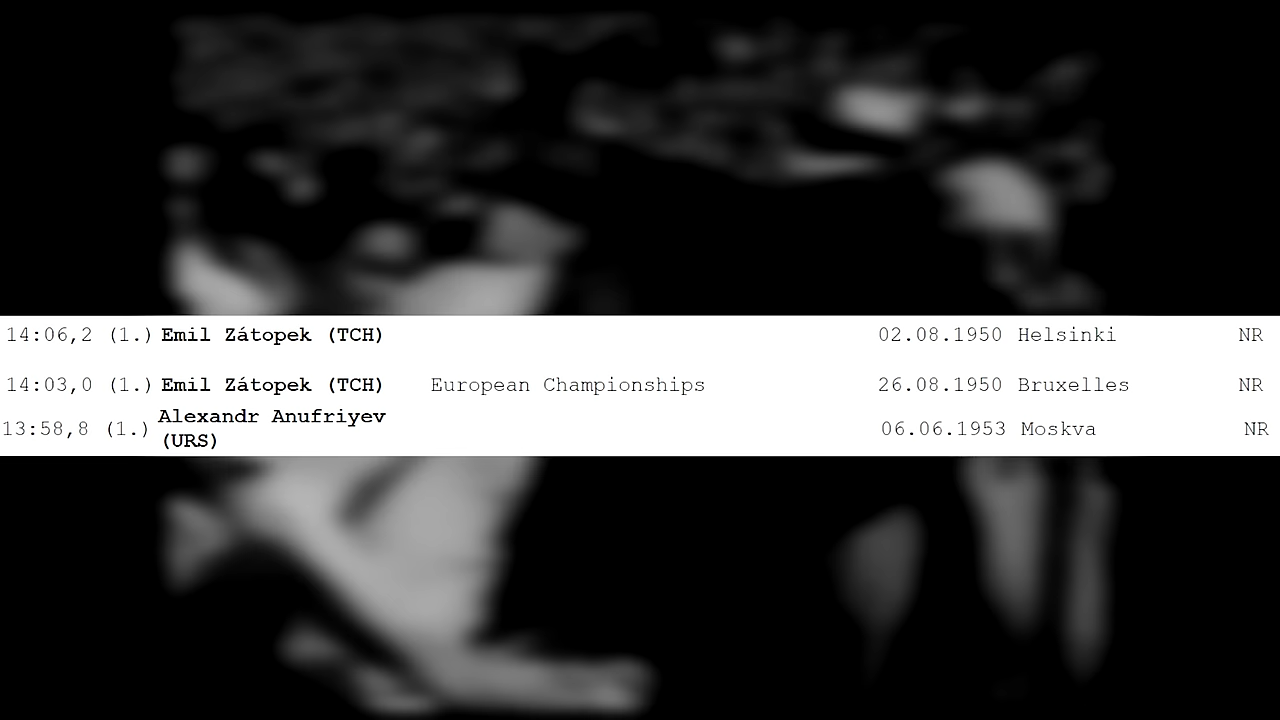 14:06,2 (1.) Emil Zátopek (TCH) 02.08.1950 Helsinki NR
14:03,0 (1.) Emil Zátopek (TCH) European Championships 26.08.1950 Bruxelles NR
13:58,8 (1.) Alexandr Anufriyev (URS) 06.06.1953 Moskva NR